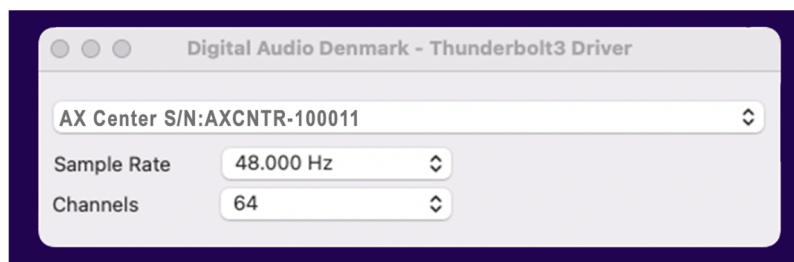 Digital Audio Denmark - Thunderbolt3 Driver
AX Center S/N:AXCNTR-100011
Sample Rate 48.000 Hz
Channels 64